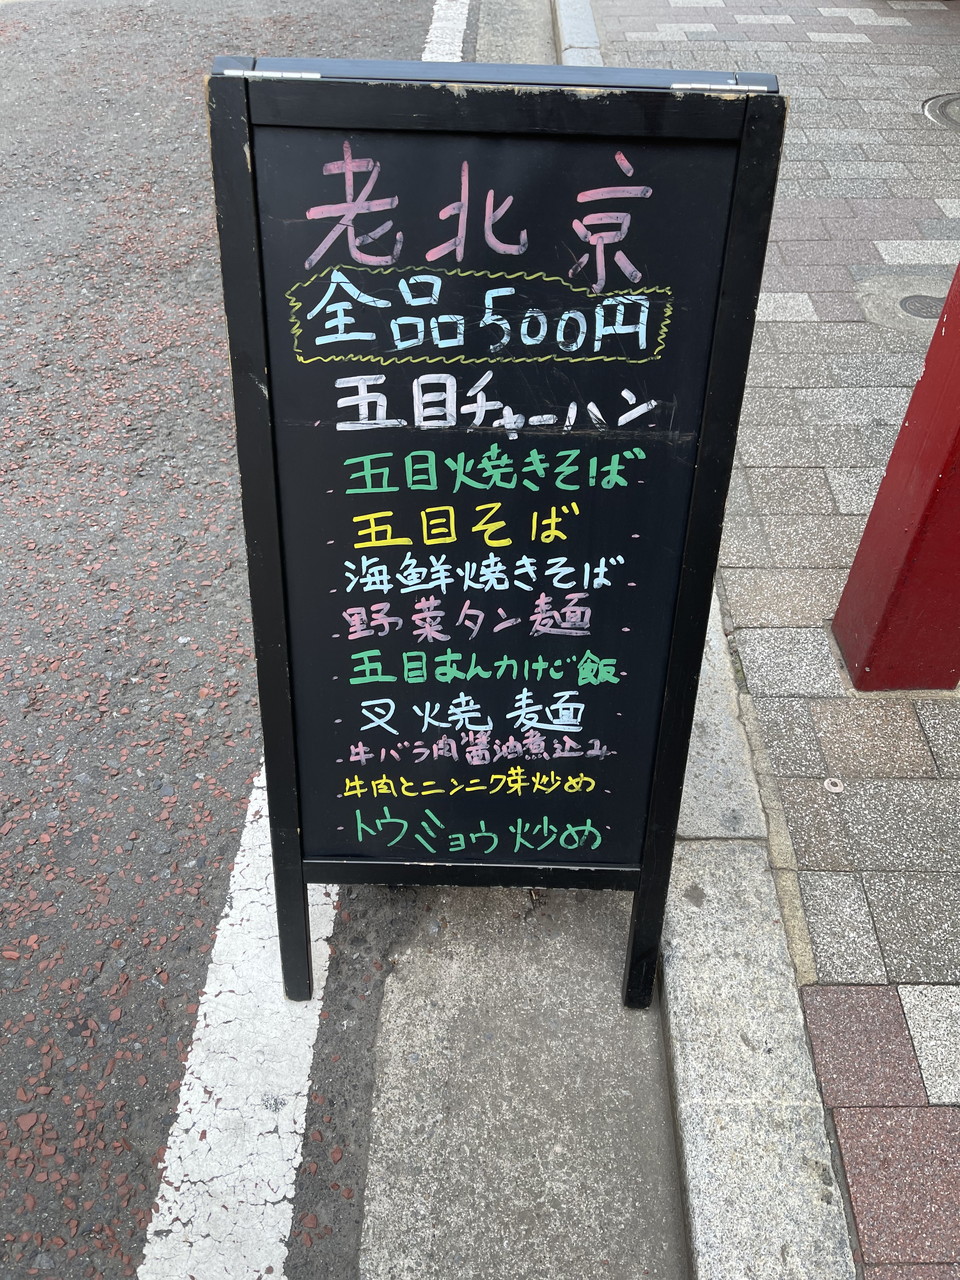 老北京
全品500円
五目チャーハン
五目焼きそば
五目そば
海鮮焼きそば
野菜タン麺
五目あんかけご飯
叉焼麺
牛バラ肉醤油煮込み
牛肉とニンニク芽炒め
トウミョウ炒め